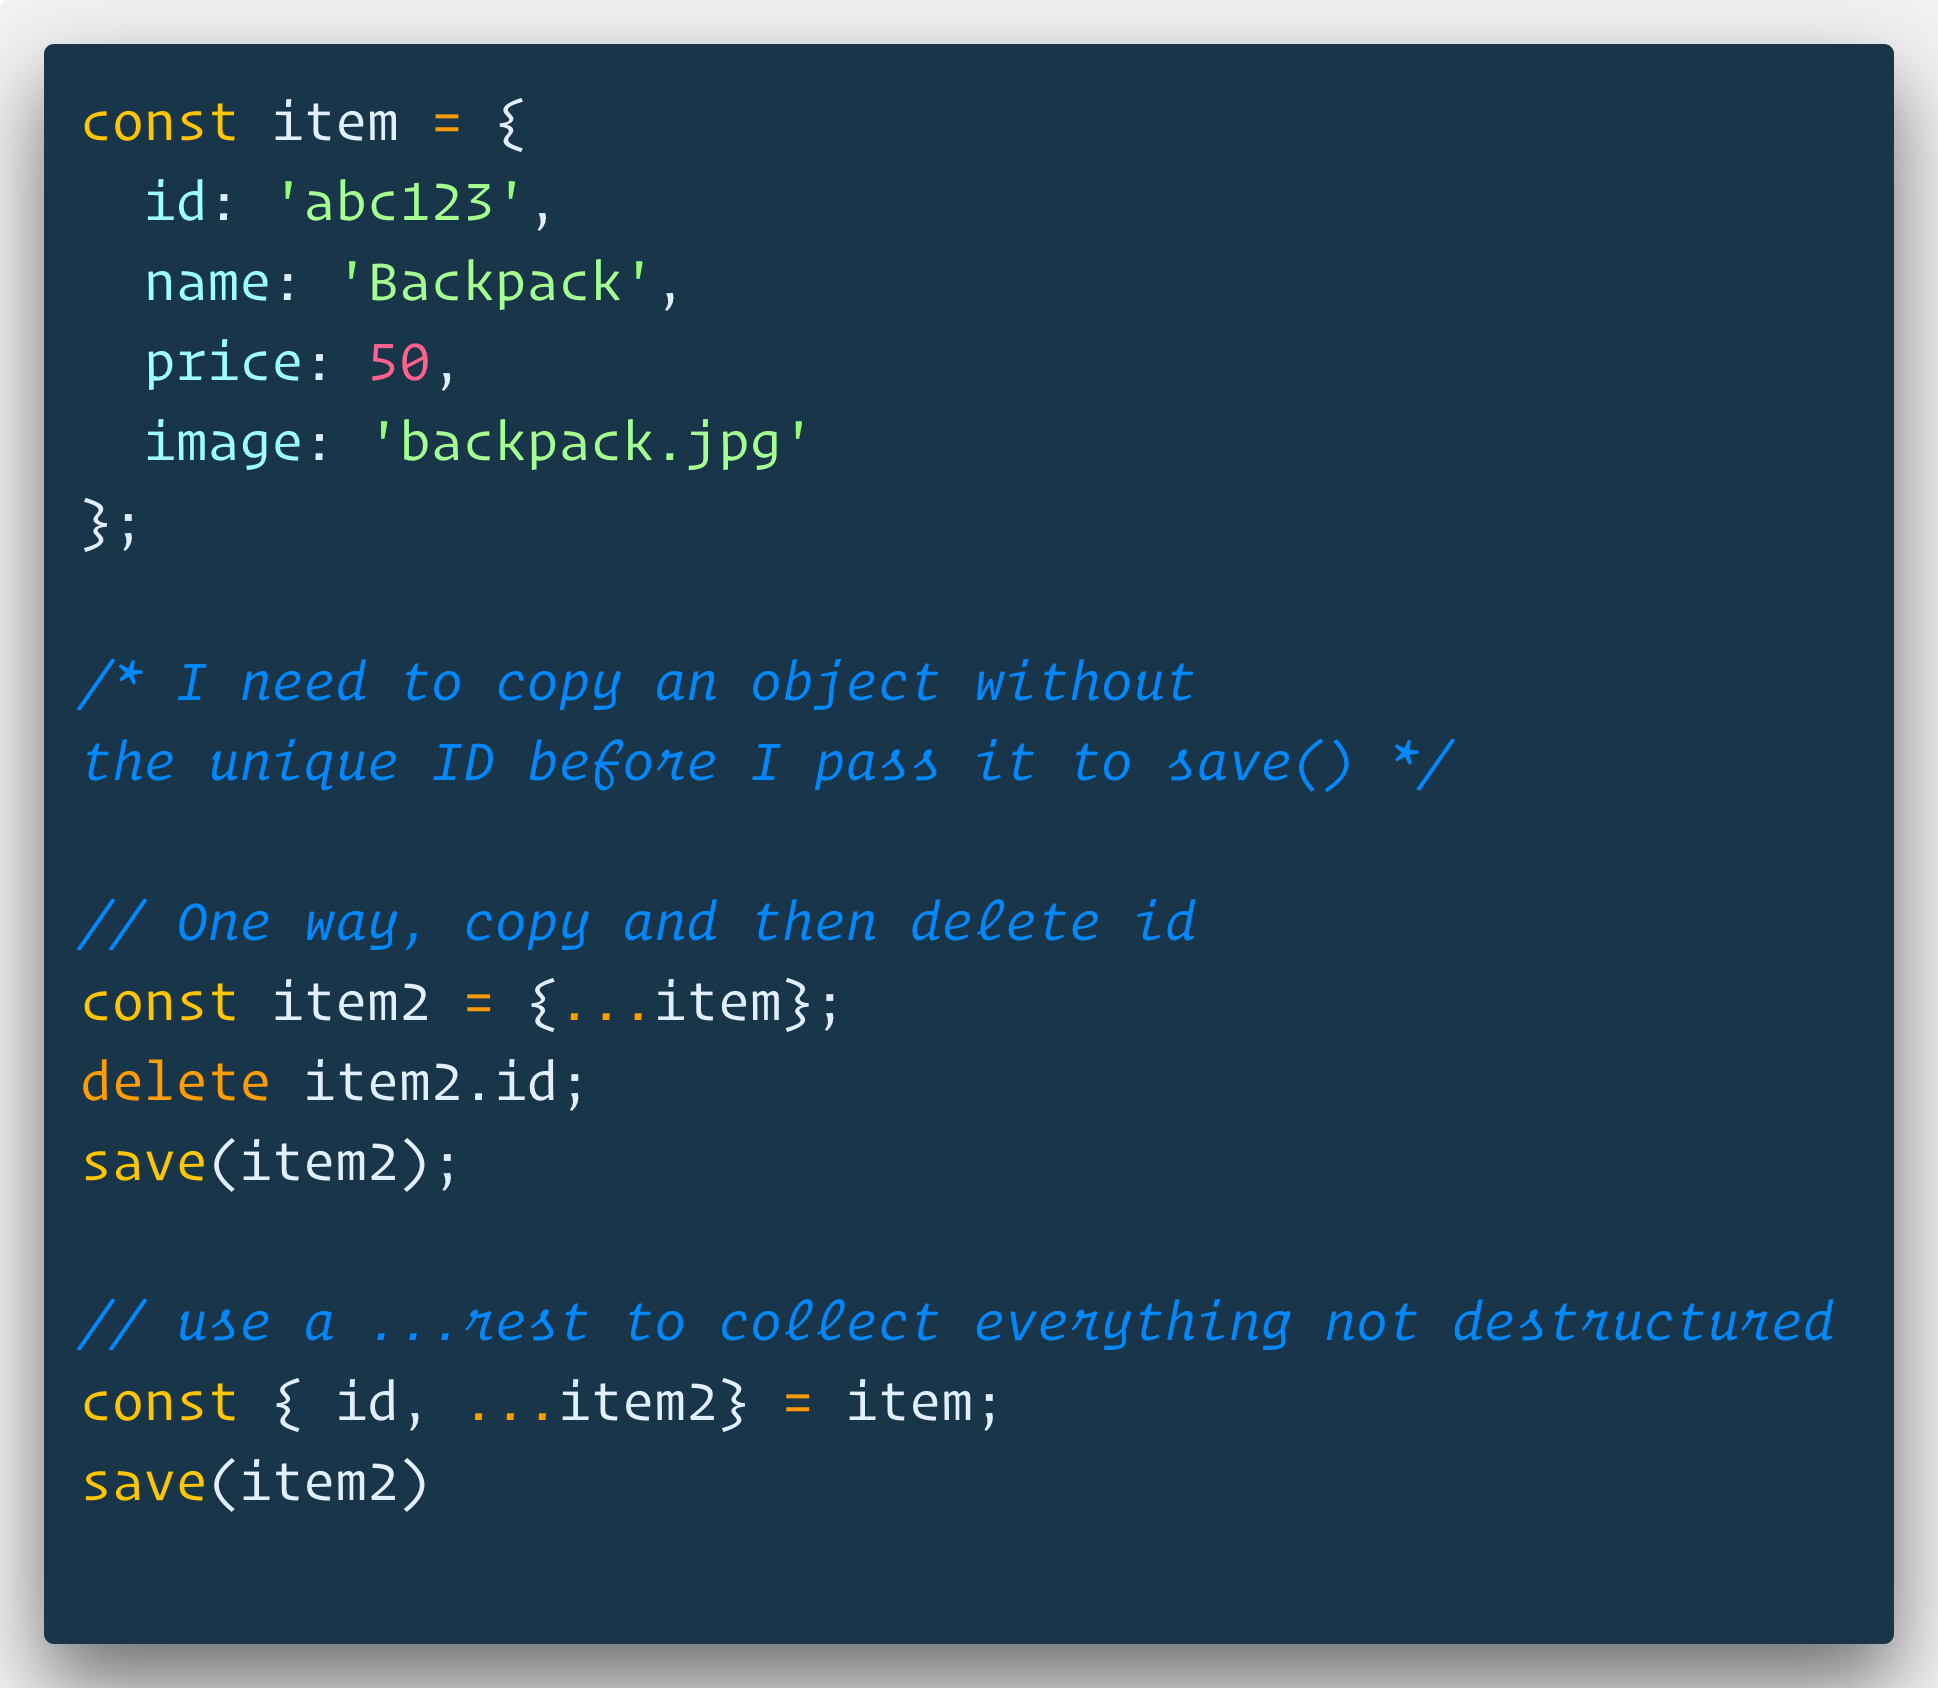 const item = {
  id: 'abc123',
  name: 'Backpack',
  price: 50,
  image: 'backpack.jpg'
};
/* I need to copy an object without
the unique ID before I pass it to save() */
// One way, copy and then delete id
const item2 = {...item};
delete item2.id;
save(item2);
// use a ...rest to collect everything not destructured
const { id, ...item2} = item;
save(item2)